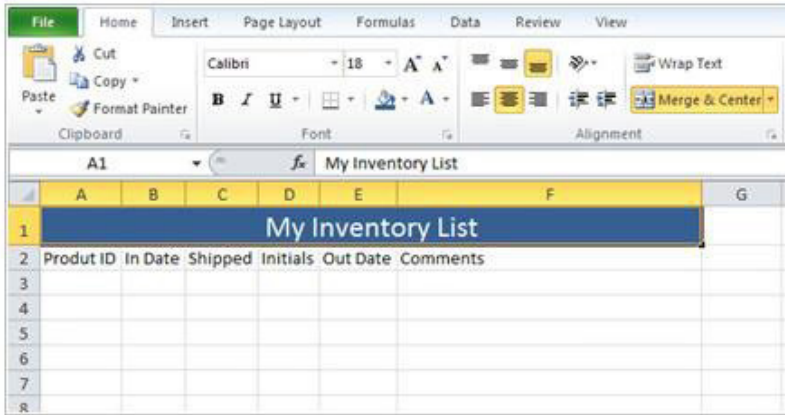 File Home Insert Page Layout Formulas Data Review View
Cut
Copy
Format Painter
Paste
Calibri 18 A A
Wrap Text
B I U A
Merge & Center
Clipboard Font Alignment
A1 fx My Inventory List
A B C D E F G
1 My Inventory List
2 Produt ID In Date Shipped Initials Out Date Comments
3
4
5
6
7
8